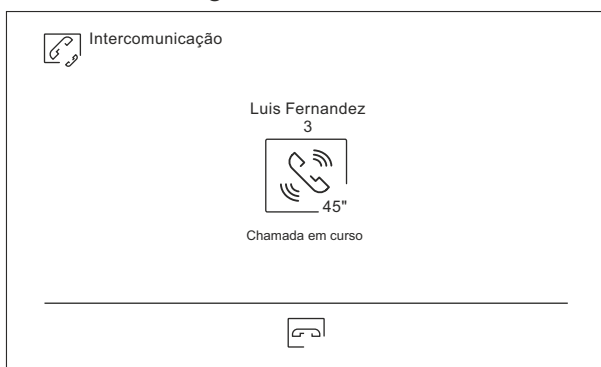 Intercomunicação
Luis Fernandez
3
45"
Chamada em curso